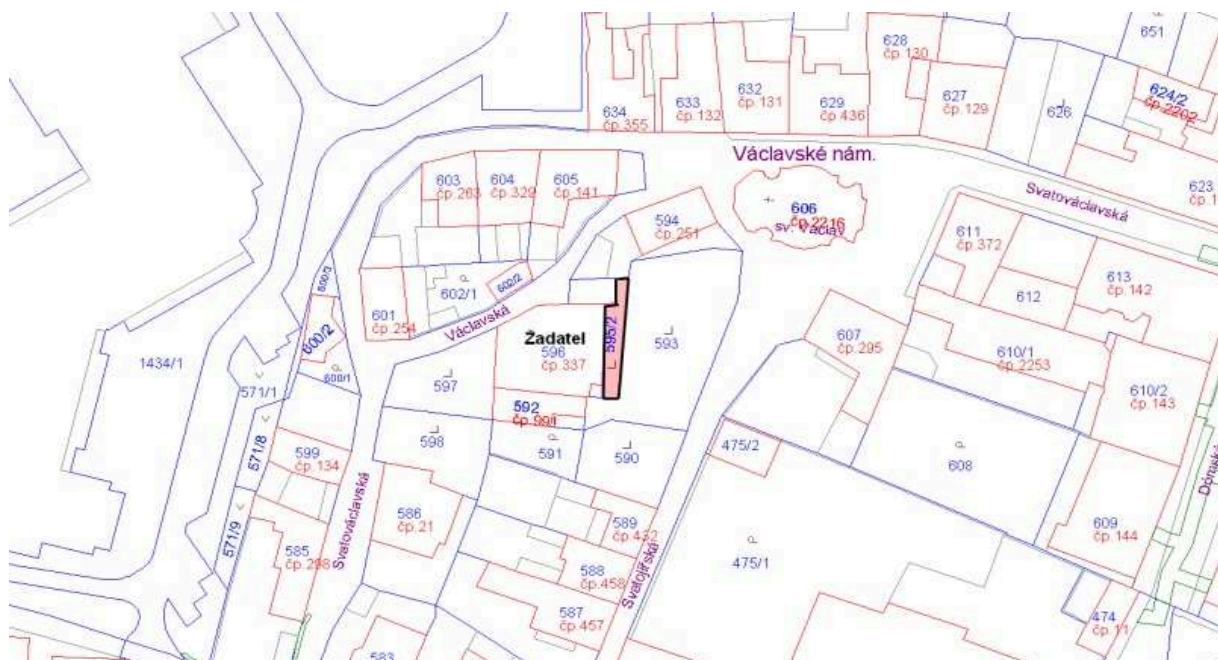 651
628
čp.130
624/2
čp.2202
634
čp.355
633
čp.132
632
čp.131
629
čp.436
627
čp.129
626
Václavské nám.
Svatováclavská
623
603
čp.263
604
čp.329
605
čp.141
594
čp.251
606
čp.2216
sv. Václav
611
čp.372
613
čp.142
612
600/3
602/1
602/2
601
čp.254
Václavská
600/2
600/1
1434/1
571/1
Žadatel
596
čp.337
595/2
593
607
čp.295
610/1
čp.2253
610/2
čp.143
597
592
čp.991
598
591
590
475/2
608
571/8
599
čp.134
571/9
Svatováclavská
586
čp.21
589
čp.432
585
čp.298
588
čp.458
587
čp.457
Svatojiřská
475/1
609
čp.144
Dómská
474
čp.11
583